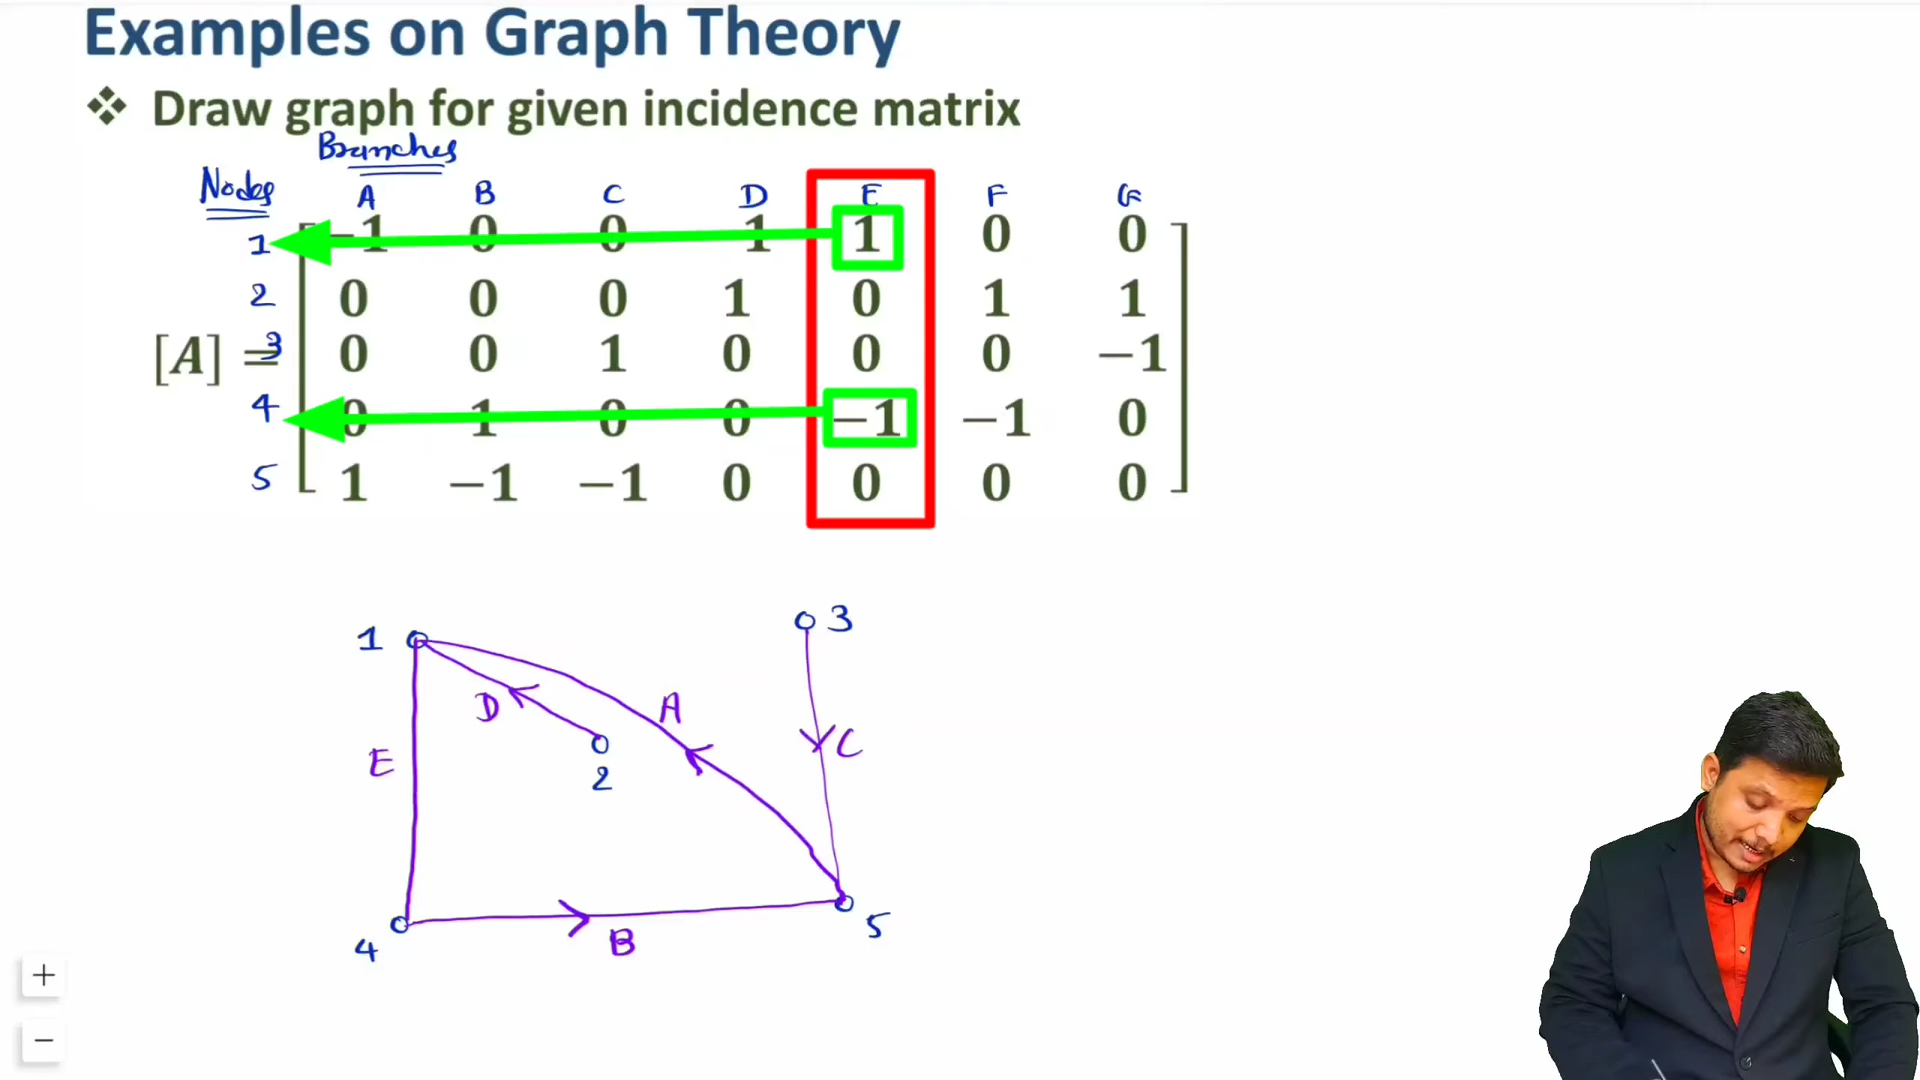 Examples on Graph Theory
❖ Draw graph for given incidence matrix
Branches
Nodes A B C D E F G
1 −1 0 0 1 1 0 0
2 0 0 0 1 0 1 1
[A] = 3 0 0 1 0 0 0 −1
4 0 1 0 0 −1 −1 0
5 1 −1 −1 0 0 0 0
1 3
D A
E 2 C
4 B 5
+
−